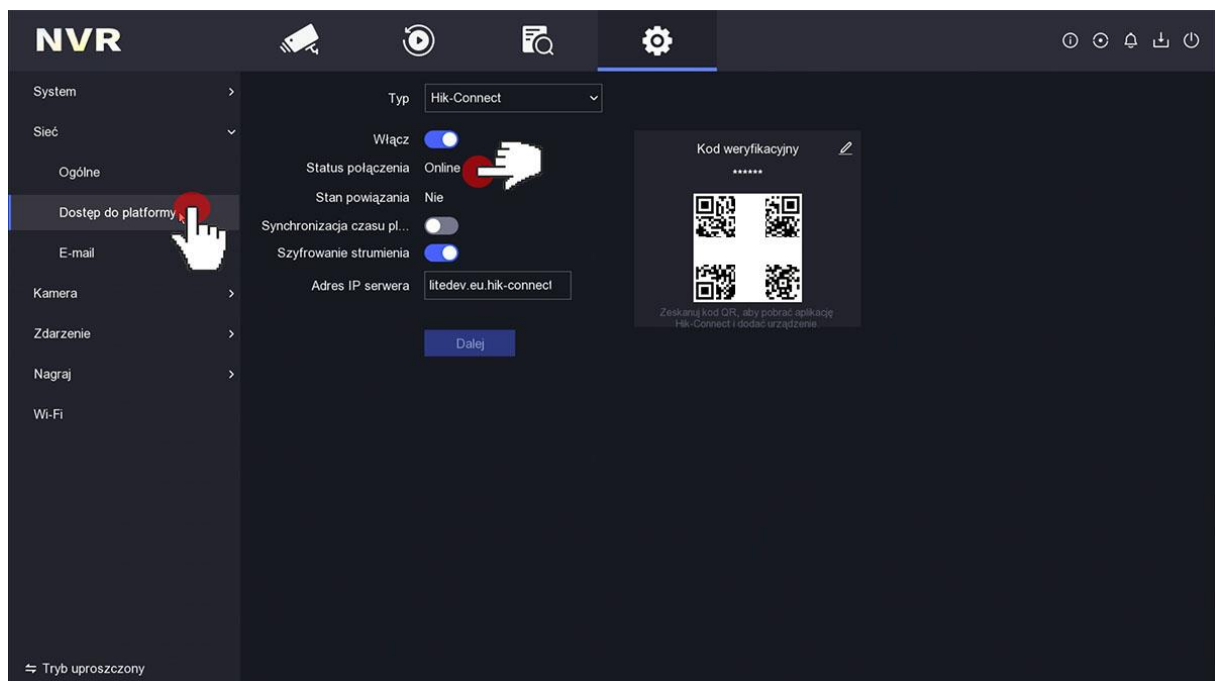 NVR
System
Sieć
Ogólne
Dostęp do platformy
E-mail
Kamera
Zdarzenie
Nagraj
Wi-Fi
Tryb uproszczony
Typ Hik-Connect
Włącz
Status połączenia Online
Stan powiązania Nie
Synchronizacja czasu pl...
Szyfrowanie strumienia
Adres IP serwera litedev.eu.hik-connect
Dalej
Kod weryfikacyjny
******
Zeskanuj kod QR, aby pobrać aplikację
Hik-Connect i dodać urządzenie.